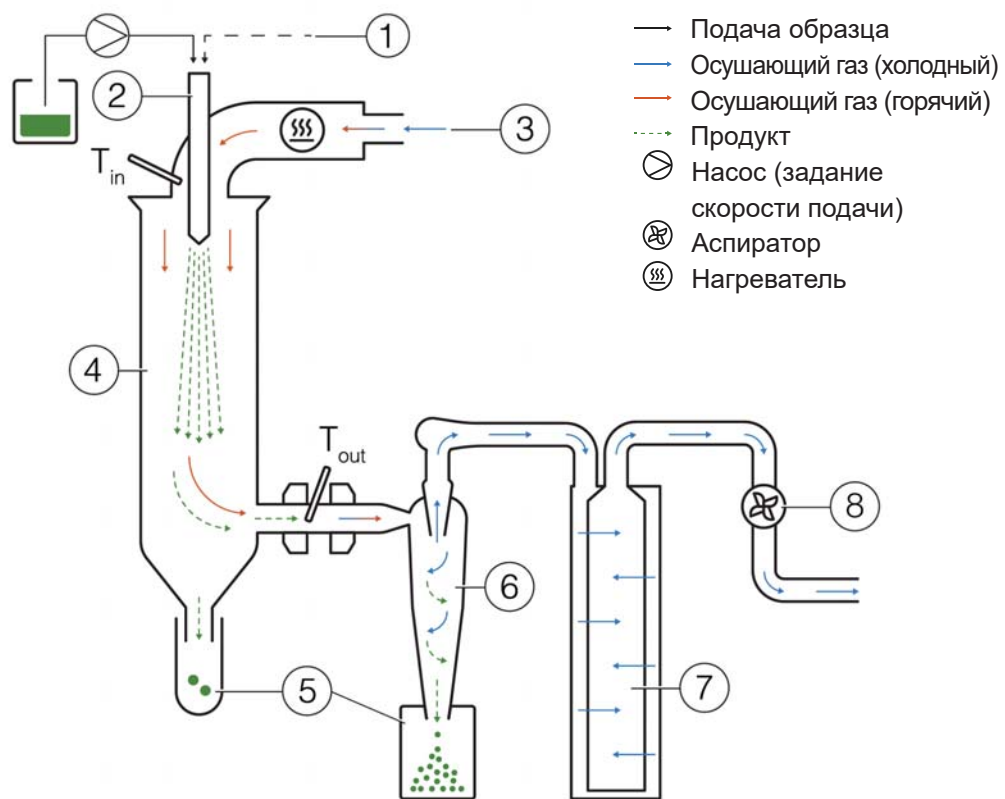 1
2
3
T in
4
T out
5
6
7
8
Подача образца
Осушающий газ (холодный)
Осушающий газ (горячий)
Продукт
Насос (задание
скорости подачи)
Аспиратор
Нагреватель